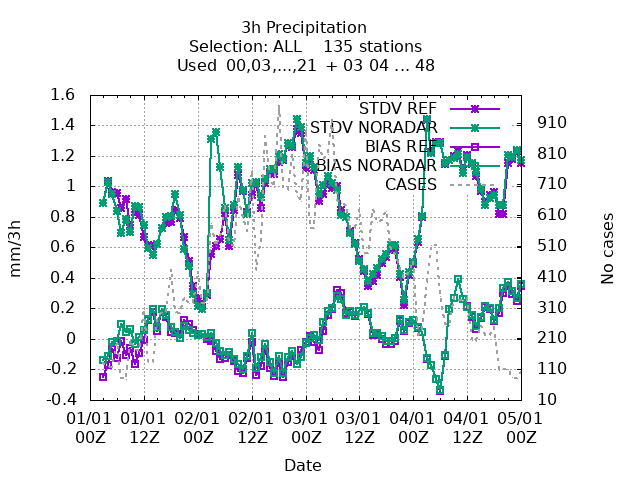 3h Precipitation
Selection: ALL 135 stations
Used 00,03,...,21 + 03 04 ... 48
STDV REF
STDV NORADAR
BIAS REF
BIAS NORADAR
CASES
1.6
1.4
1.2
1
0.8
0.6
0.4
0.2
0
-0.2
-0.4
mm/3h
910
810
710
610
510
410
310
210
110
10
No cases
01/01 01/01 02/01 02/01 03/01 03/01 04/01 04/01 05/01
00Z 12Z 00Z 12Z 00Z 12Z 00Z 12Z 00Z
Date